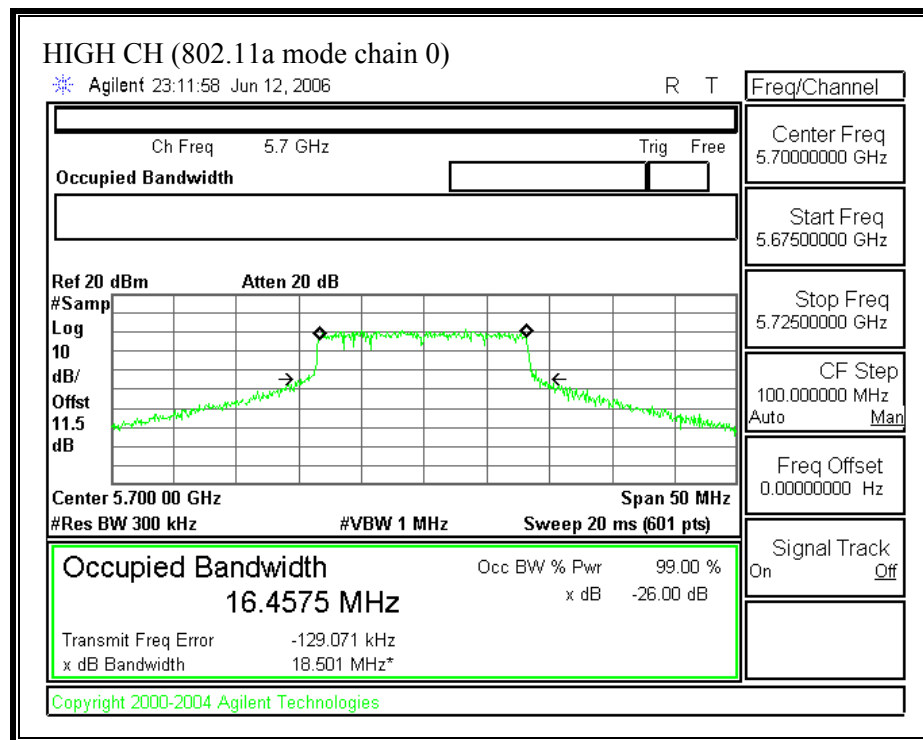 HIGH CH (802.11a mode chain 0)
Agilent 23:11:58 Jun 12, 2006 R T
Freq/Channel
Ch Freq 5.7 GHz Trig Free
Occupied Bandwidth
Center Freq
5.70000000 GHz
Start Freq
5.67500000 GHz
Stop Freq
5.72500000 GHz
CF Step
100.000000 MHz
Auto Man
Freq Offset
0.00000000 Hz
Signal Track
On Off
Ref 20 dBm Atten 20 dB
#Samp
Log
10
dB/
Offst
11.5
dB
Center 5.700 00 GHz Span 50 MHz
#Res BW 300 kHz #VBW 1 MHz Sweep 20 ms (601 pts)
Occupied Bandwidth
16.4575 MHz
Occ BW % Pwr 99.00 %
x dB -26.00 dB
Transmit Freq Error -129.071 kHz
x dB Bandwidth 18.501 MHz*
Copyright 2000-2004 Agilent Technologies